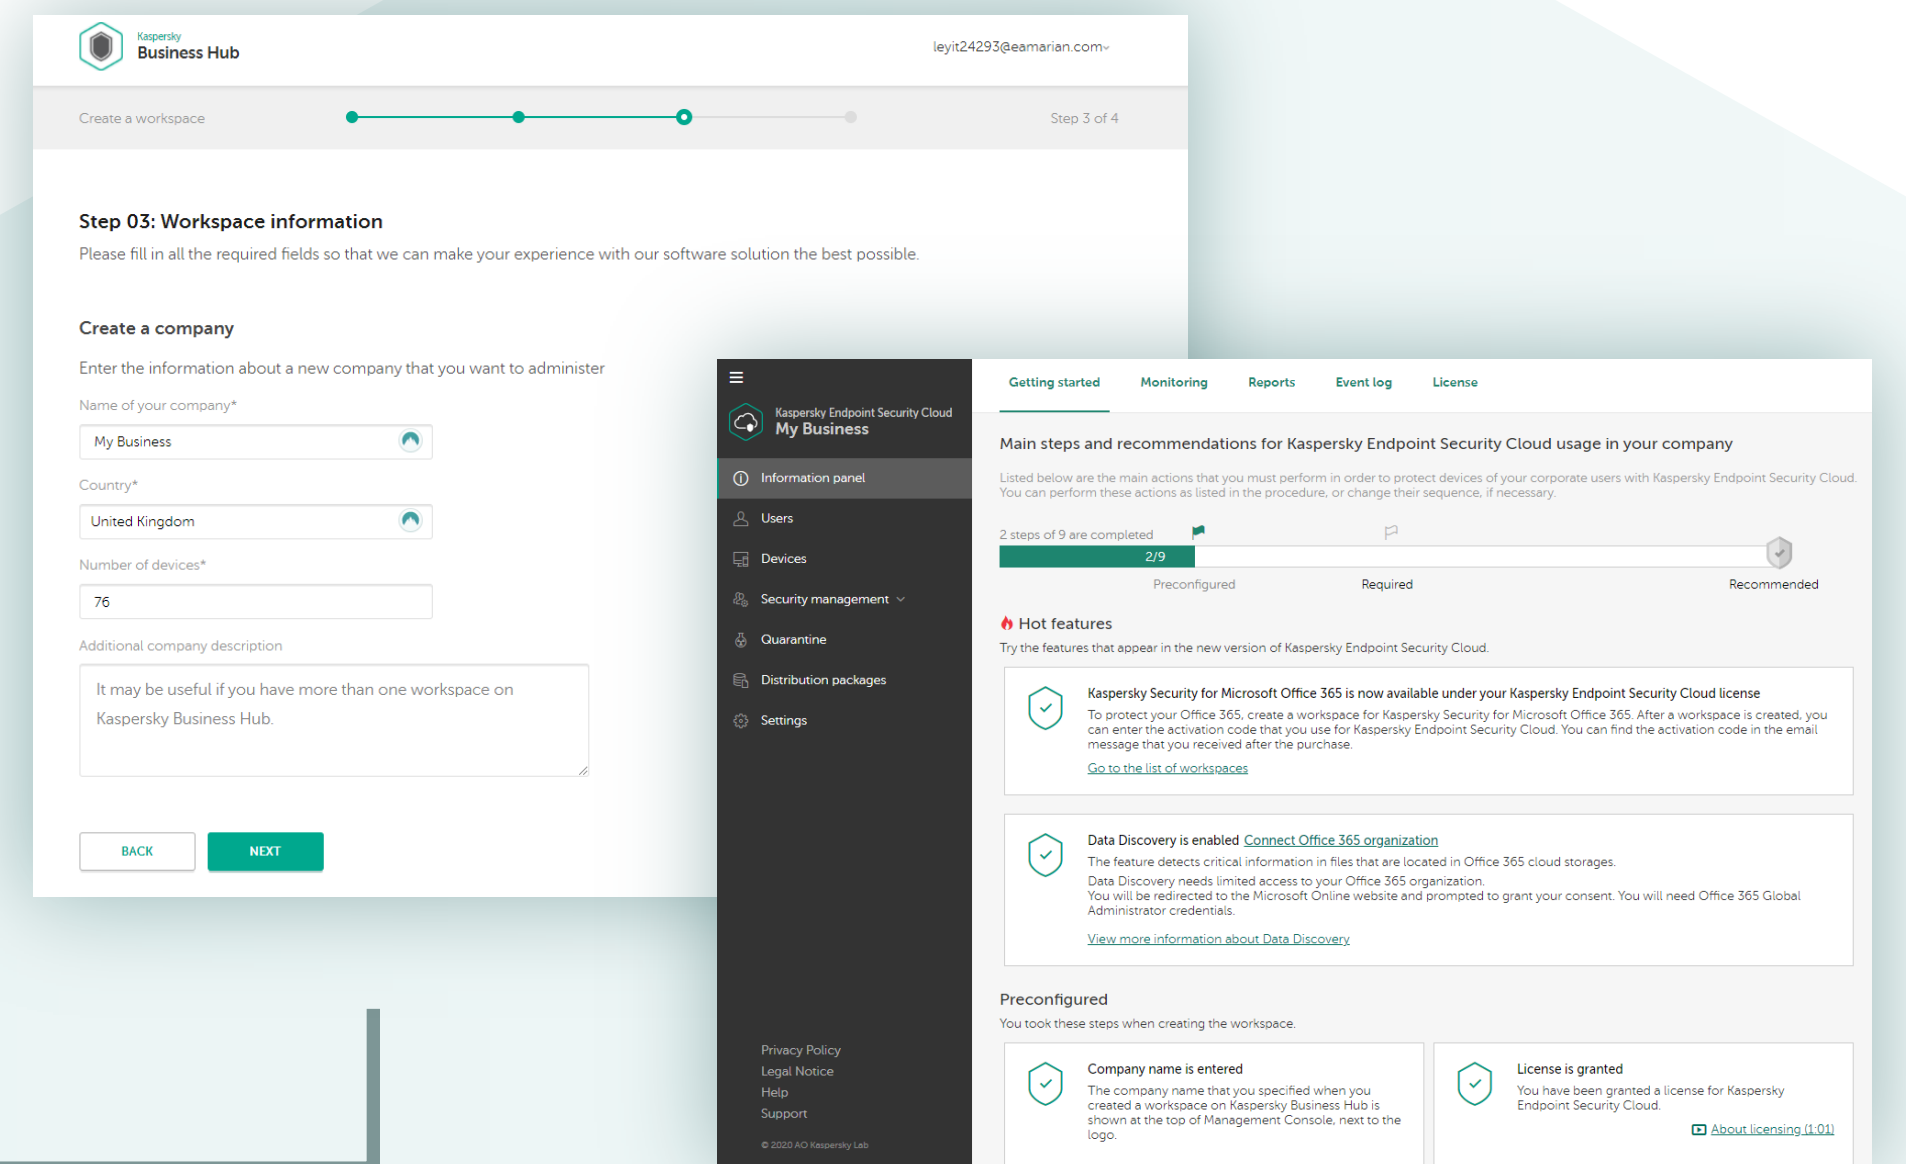 Kaspersky
Business Hub
leyit24293@eamarian.com
Create a workspace
Step 3 of 4
Step 03: Workspace information
Please fill in all the required fields so that we can make your experience with our software solution the best possible.
Create a company
Enter the information about a new company that you want to administer
Name of your company*
My Business
Country*
United Kingdom
Number of devices*
76
Additional company description
It may be useful if you have more than one workspace on
Kaspersky Business Hub.
BACK
NEXT
Kaspersky Endpoint Security Cloud
My Business
Information panel
Users
Devices
Security management
Quarantine
Distribution packages
Settings
Privacy Policy
Legal Notice
Help
Support
© 2020 AO Kaspersky Lab
Getting started
Monitoring
Reports
Event log
License
Main steps and recommendations for Kaspersky Endpoint Security Cloud usage in your company
Listed below are the main actions that you must perform in order to protect devices of your corporate users with Kaspersky Endpoint Security Cloud.
You can perform these actions as listed in the procedure, or change their sequence, if necessary.
2 steps of 9 are completed
2/9
Preconfigured
Required
Recommended
Hot features
Try the features that appear in the new version of Kaspersky Endpoint Security Cloud.
Kaspersky Security for Microsoft Office 365 is now available under your Kaspersky Endpoint Security Cloud license
To protect your Office 365, create a workspace for Kaspersky Security for Microsoft Office 365. After a workspace is created, you
can enter the activation code that you use for Kaspersky Endpoint Security Cloud. You can find the activation code in the email
message that you received after the purchase.
Go to the list of workspaces
Data Discovery is enabled Connect Office 365 organization
The feature detects critical information in files that are located in Office 365 cloud storages.
Data Discovery needs limited access to your Office 365 organization.
You will be redirected to the Microsoft Online website and prompted to grant your consent. You will need Office 365 Global
Administrator credentials.
View more information about Data Discovery
Preconfigured
You took these steps when creating the workspace.
Company name is entered
The company name that you specified when you
created a workspace on Kaspersky Business Hub is
shown at the top of Management Console, next to the
logo.
License is granted
You have been granted a license for Kaspersky
Endpoint Security Cloud.
About licensing (1:01)